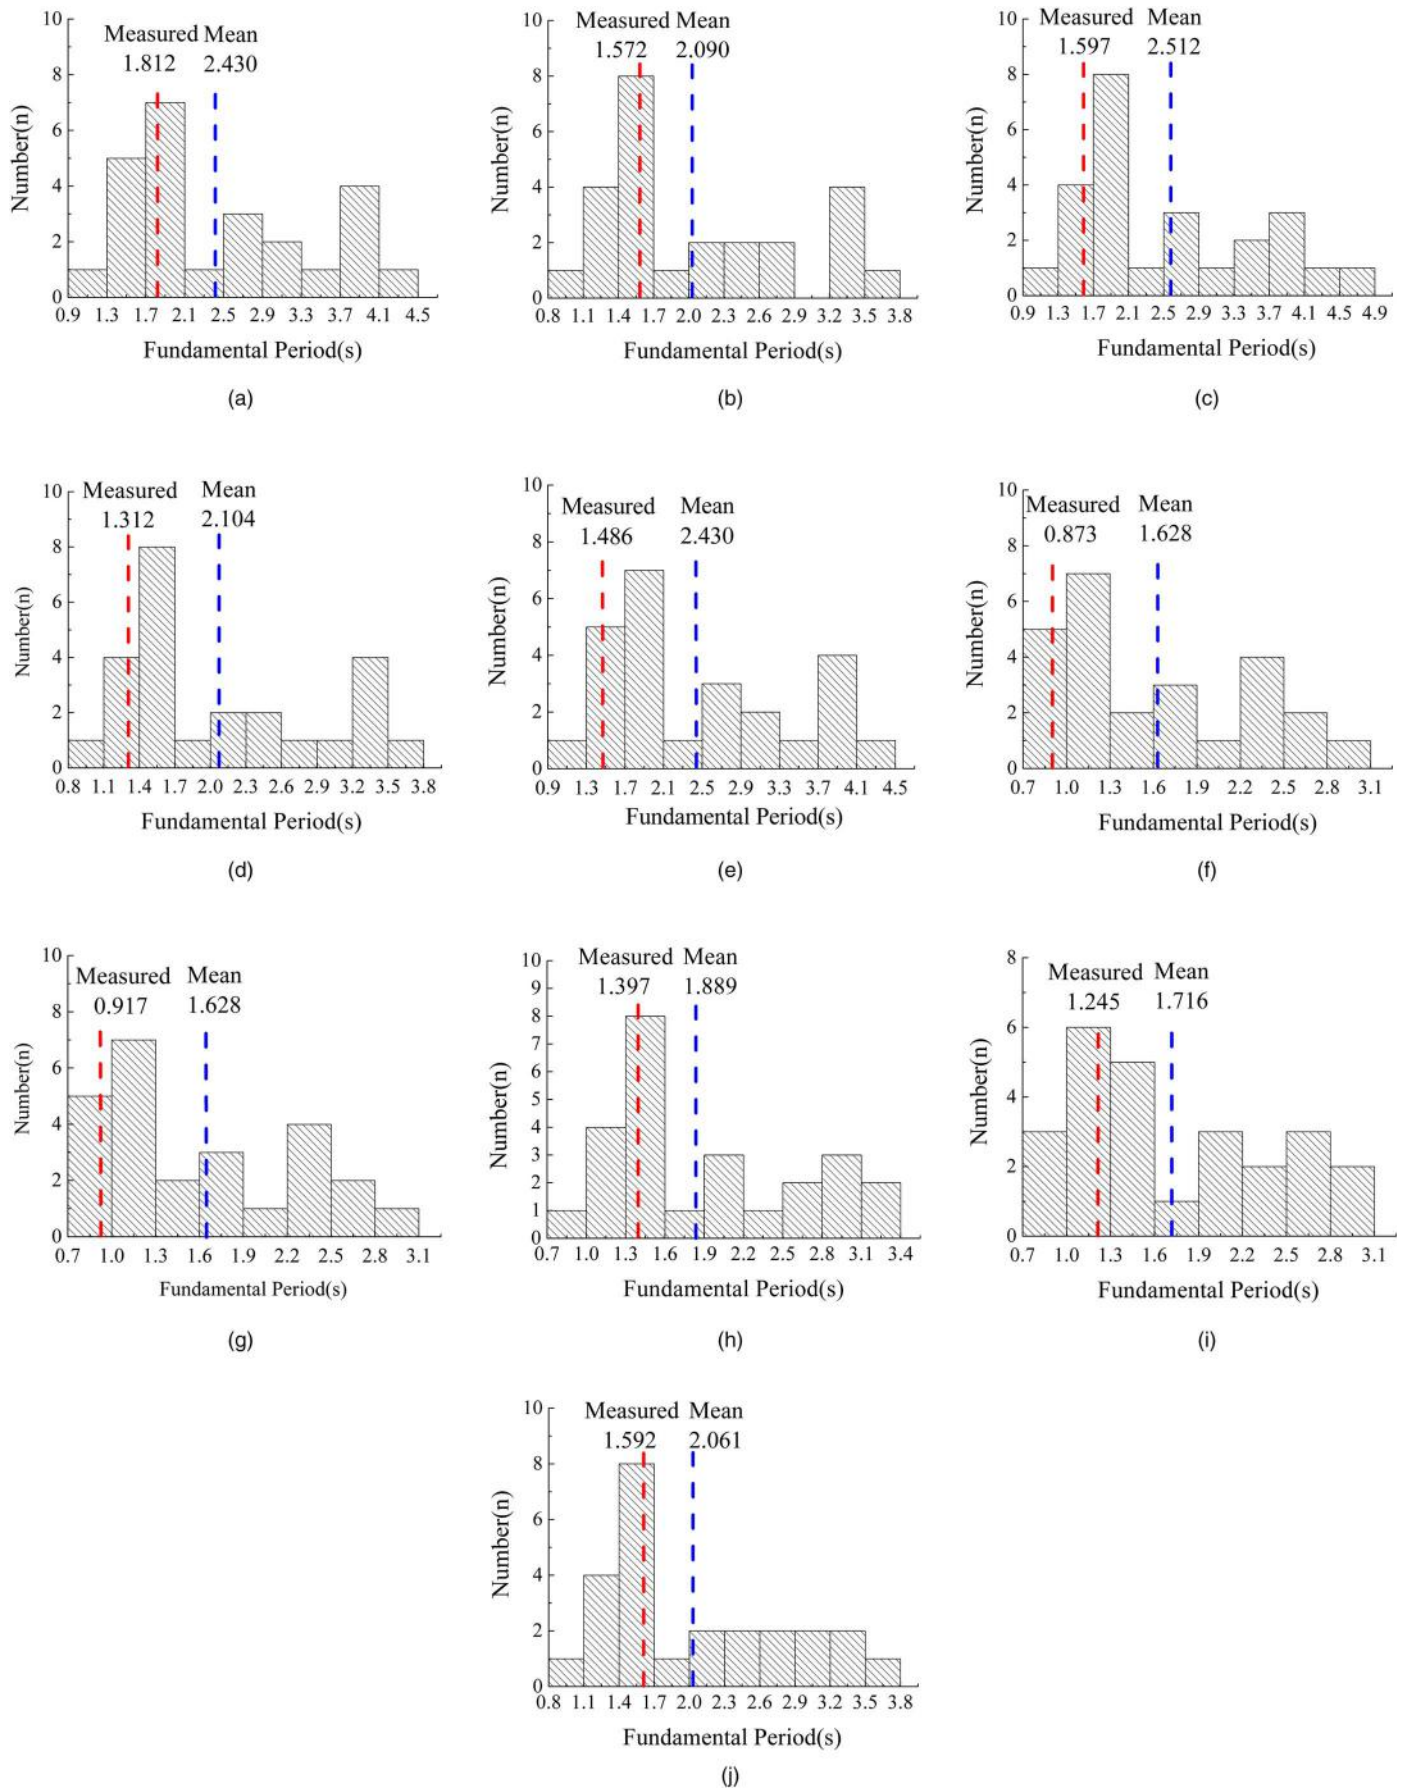 Measured Mean
1.812 2.430
Number(n)
10
8
6
4
2
0
0.9 1.3 1.7 2.1 2.5 2.9 3.3 3.7 4.1 4.5
Fundamental Period(s)
(a)
Measured Mean
1.572 2.090
Number(n)
10
8
6
4
2
0
0.8 1.1 1.4 1.7 2.0 2.3 2.6 2.9 3.2 3.5 3.8
Fundamental Period(s)
(b)
Measured Mean
1.597 2.512
Number(n)
10
8
6
4
2
0
0.9 1.3 1.7 2.1 2.5 2.9 3.3 3.7 4.1 4.5 4.9
Fundamental Period(s)
(c)
Measured Mean
1.312 2.104
Number(n)
10
8
6
4
2
0
0.8 1.1 1.4 1.7 2.0 2.3 2.6 2.9 3.2 3.5 3.8
Fundamental Period(s)
(d)
Measured Mean
1.486 2.430
Number(n)
10
8
6
4
2
0
0.9 1.3 1.7 2.1 2.5 2.9 3.3 3.7 4.1 4.5
Fundamental Period(s)
(e)
Measured Mean
0.873 1.628
Number(n)
10
8
6
4
2
0
0.7 1.0 1.3 1.6 1.9 2.2 2.5 2.8 3.1
Fundamental Period(s)
(f)
Measured Mean
0.917 1.628
Number(n)
10
8
6
4
2
0
0.7 1.0 1.3 1.6 1.9 2.2 2.5 2.8 3.1
Fundamental Period(s)
(g)
Measured Mean
1.397 1.889
Number(n)
10
9
8
7
6
5
4
3
2
1
0
0.7 1.0 1.3 1.6 1.9 2.2 2.5 2.8 3.1 3.4
Fundamental Period(s)
(h)
Measured Mean
1.245 1.716
Number(n)
8
6
4
2
0
0.7 1.0 1.3 1.6 1.9 2.2 2.5 2.8 3.1
Fundamental Period(s)
(i)
Measured Mean
1.592 2.061
Number(n)
10
8
6
4
2
0
0.8 1.1 1.4 1.7 2.0 2.3 2.6 2.9 3.2 3.5 3.8
Fundamental Period(s)
(j)